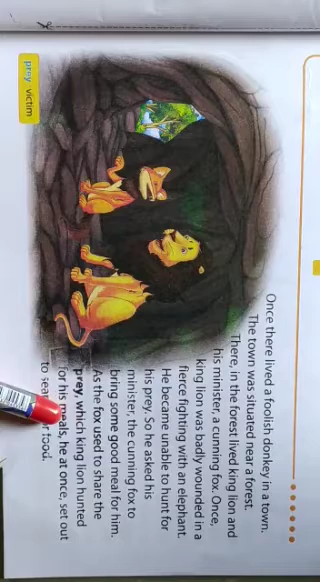 Once there lived a foolish donkey in a town.
The town was situated near a forest.
There, in the forest lived king lion and
his minister, a cunning fox. Once,
king lion was badly wounded in a
fierce fighting with an elephant.
He became unable to hunt for
his prey. So he asked his
minister, the cunning fox to
bring some good meal for him.
As the fox used to share the
prey, which king lion hunted
for his meals, he at once, set out
to food.
prey victim